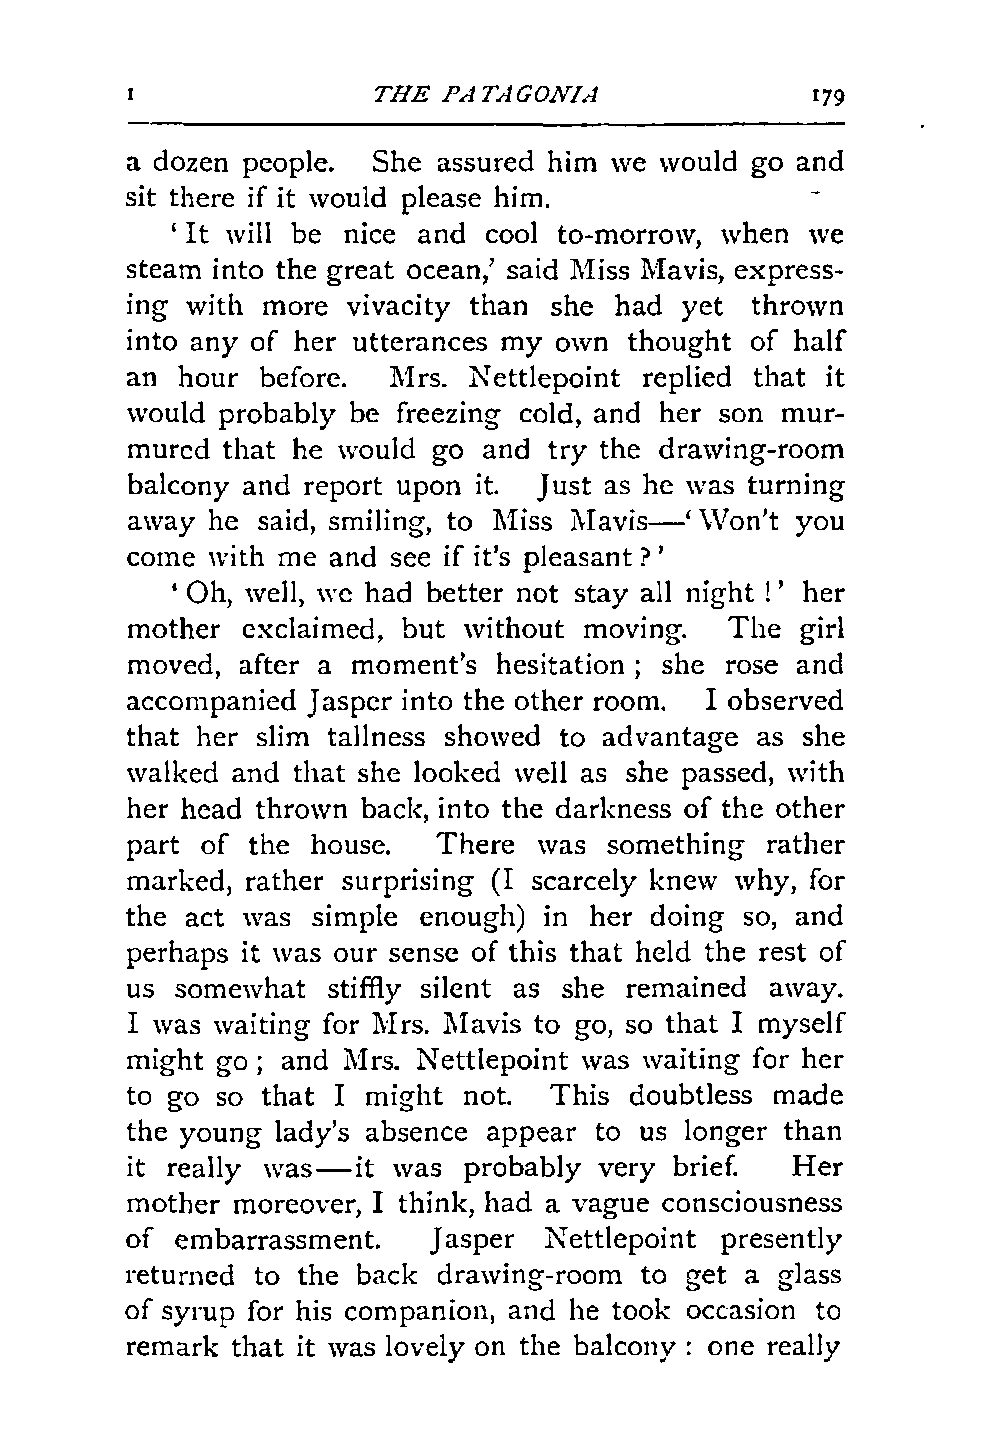 I THE PATAGONIA 179
a dozen people. She assured him we would go and
sit there if it would please him.
‘It will be nice and cool to-morrow, when we
steam into the great ocean,’ said Miss Mavis, express-
ing with more vivacity than she had yet thrown
into any of her utterances my own thought of half
an hour before. Mrs. Nettlepoint replied that it
would probably be freezing cold, and her son mur-
mured that he would go and try the drawing-room
balcony and report upon it. Just as he was turning
away he said, smiling, to Miss Mavis—‘Won't you
come with me and see if it's pleasant?’
‘Oh, well, we had better not stay all night!’ her
mother exclaimed, but without moving. The girl
moved, after a moment's hesitation; she rose and
accompanied Jasper into the other room. I observed
that her slim tallness showed to advantage as she
walked and that she looked well as she passed, with
her head thrown back, into the darkness of the other
part of the house. There was something rather
marked, rather surprising (I scarcely knew why, for
the act was simple enough) in her doing so, and
perhaps it was our sense of this that held the rest of
us somewhat stiffly silent as she remained away.
I was waiting for Mrs. Mavis to go, so that I myself
might go; and Mrs. Nettlepoint was waiting for her
to go so that I might not. This doubtless made
the young lady's absence appear to us longer than
it really was—it was probably very brief. Her
mother moreover, I think, had a vague consciousness
of embarrassment. Jasper Nettlepoint presently
returned to the back drawing-room to get a glass
of syrup for his companion, and he took occasion to
remark that it was lovely on the balcony: one really